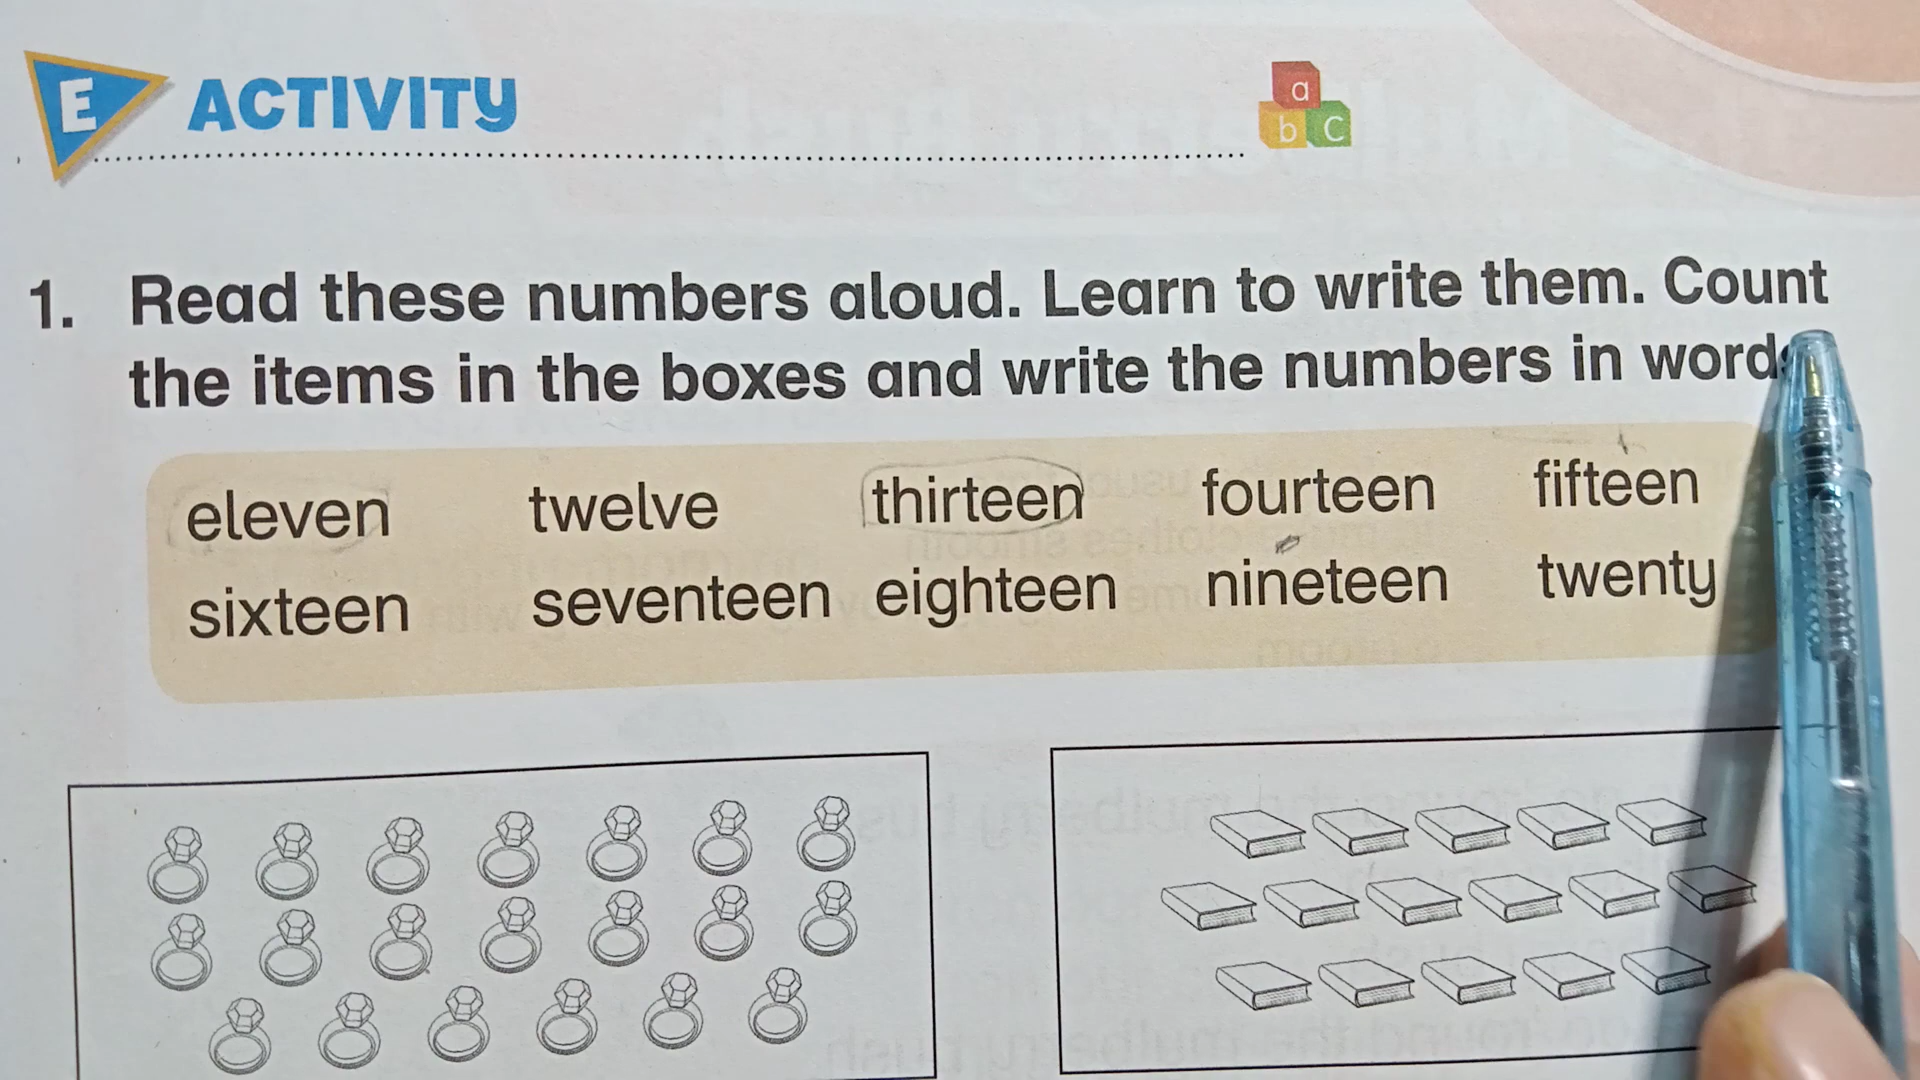 E ACTIVITY
a
b C
1. Read these numbers aloud. Learn to write them. Count
the items in the boxes and write the numbers in words
eleven twelve thirteen fourteen fifteen
sixteen seventeen eighteen nineteen twenty